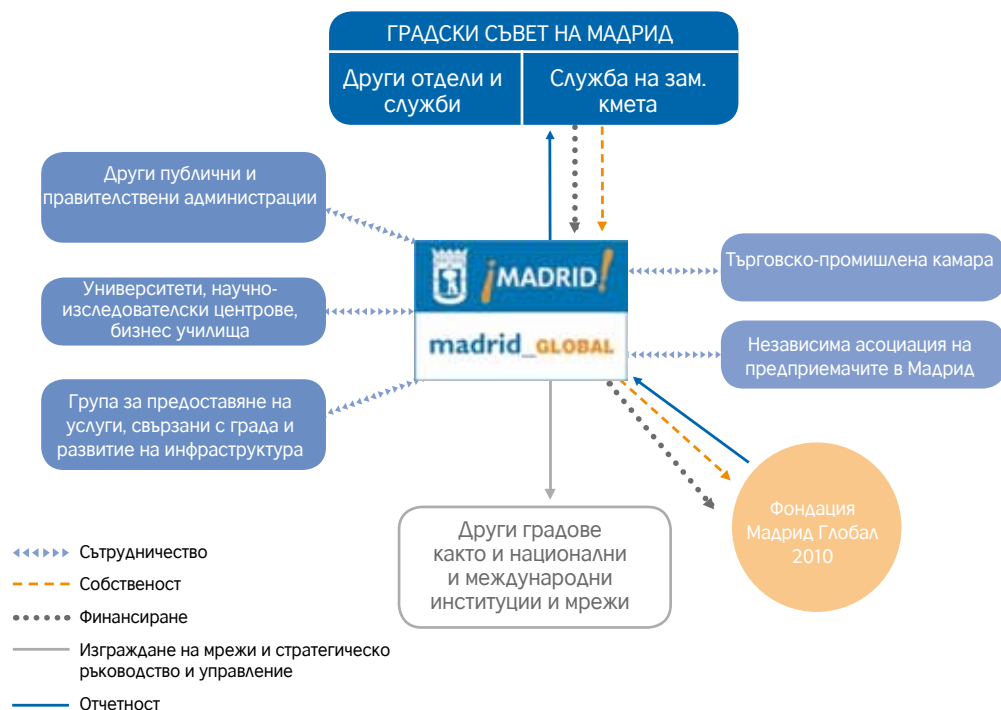 ГРАДСКИ СЪВЕТ НА МАДРИД
Други отдели и
служби
Служба на зам.
кмета
Други публични и
правителствени администрации
Университети, научно-
изследователски центрове,
бизнес училища
Група за предоставяне на
услуги, свързани с града и
развитие на инфраструктура
¡MADRID!
madrid_GLOBAL
Търговско-промишлена камара
Независима асоциация на
предприемачите в Мадрид
Фондация
Мадрид Глобал
2010
Други градове
както и национални
и международни
институции и мрежи
Сътрудничество
Собственост
Финансиране
Изграждане на мрежи и стратегическо
ръководство и управление
Отчетност